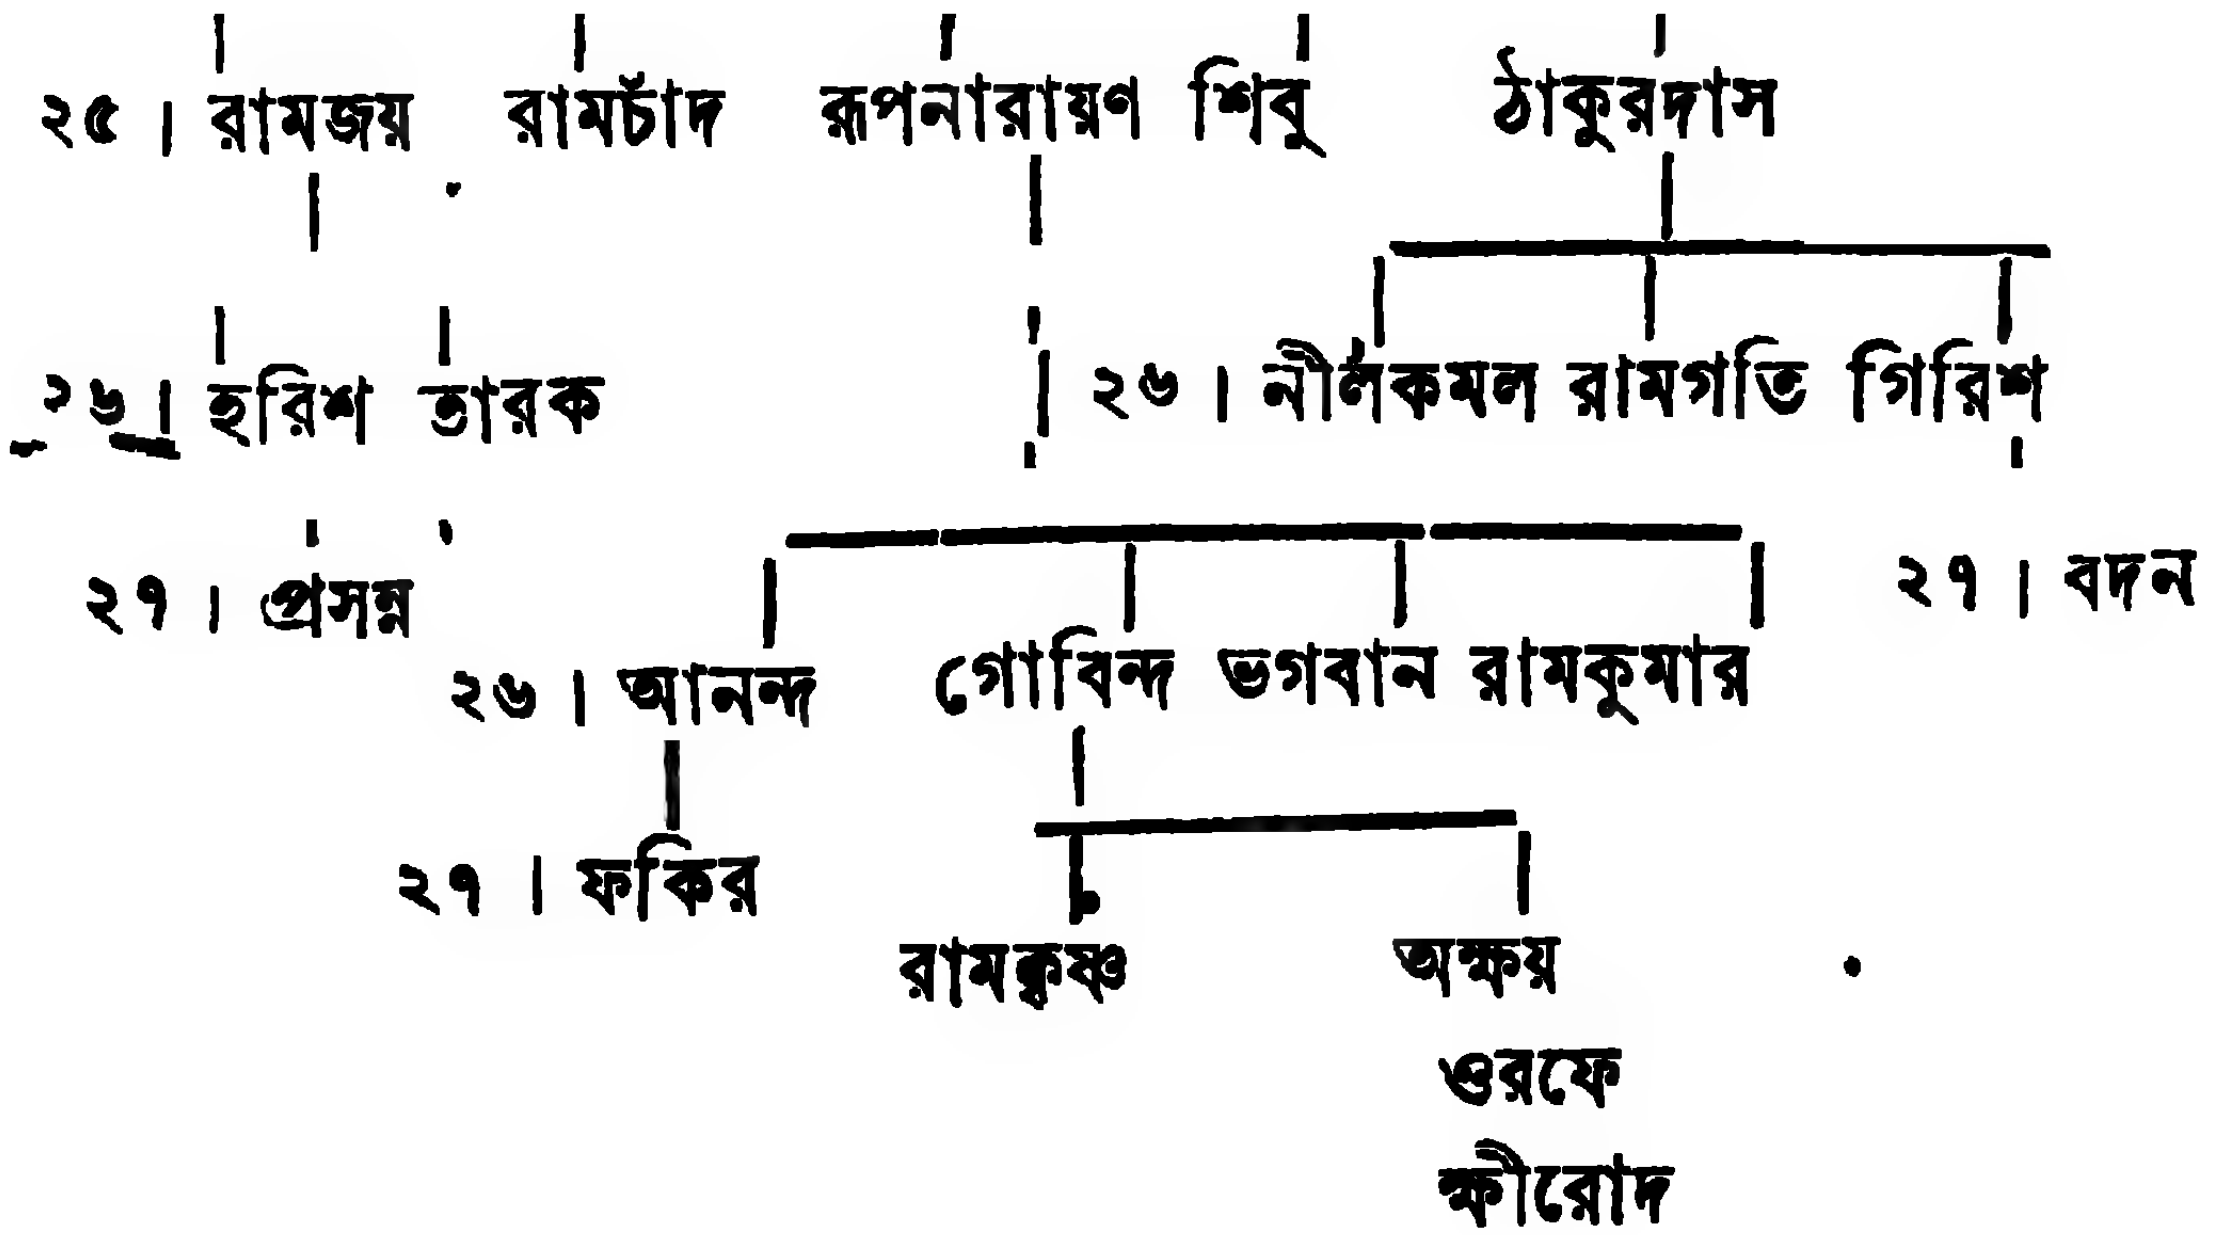 ২৫। রামজয় রামচাঁদ রূপনারায়ণ শিবু ঠাকুরদাস
২৬। হরিশ তারক ২৬। নীলকমল রামগতি গিরিশ
২৭। প্রসন্ন ২৭। বদন
২৬। আনন্দ গোবিন্দ ভগবান রামকুমার
২৭। ফকির
রামকৃষ্ণ অক্ষয়
ওরফে
ক্ষীরোদ